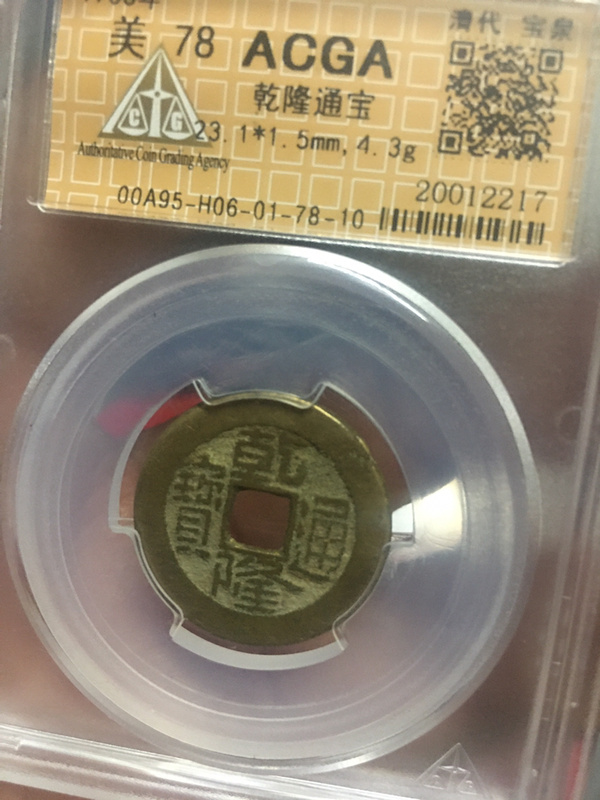 清代 宝泉
美 78 ACGA
乾隆通宝
23.1*1.5mm, 4.3g
Authoritative Coin Grading Agency
C G
20012217
00A95-H06-01-78-10
乾隆通寶